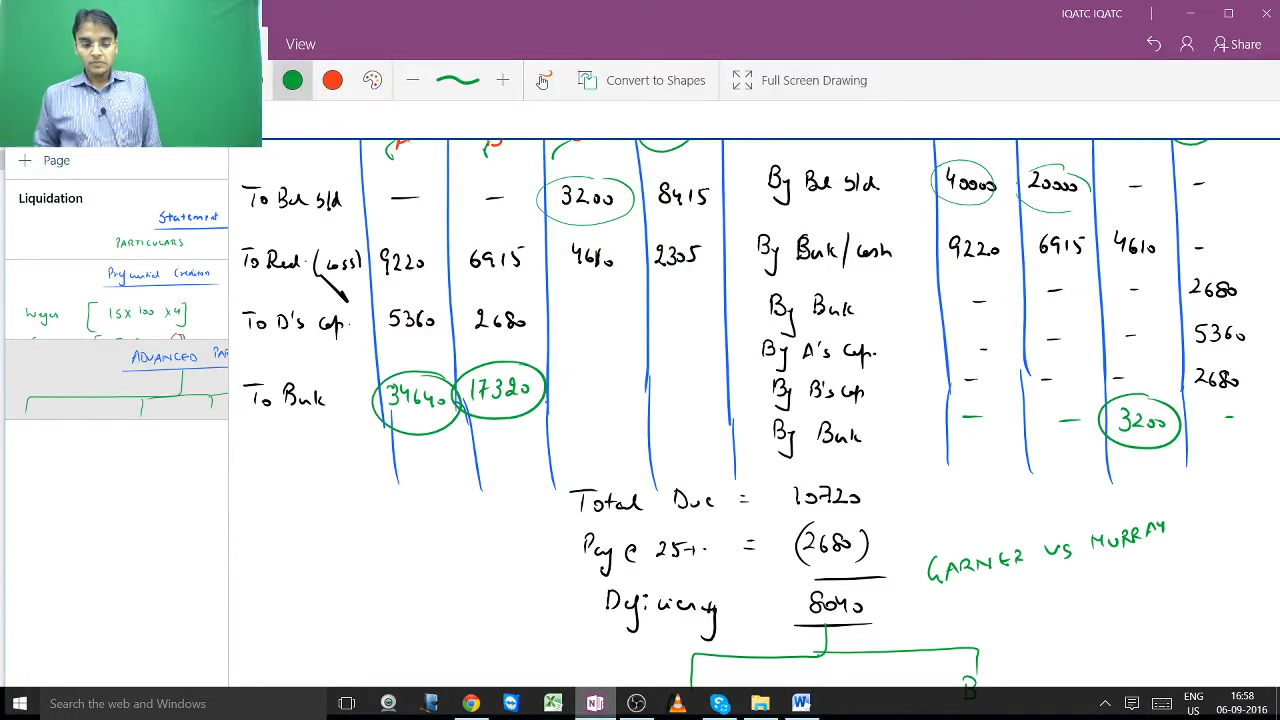 IQATC IQATC
View
Share
Convert to Shapes
Full Screen Drawing
Page
Liquidation
Statement
PARTICULARS
Preferential Creditors
Wages [15 x 100 x 4]
ADVANCED
To Bal b/d — — 3200 8415 By Bal b/d 40000 20000 - -
To Real. (Loss) 9220 6915 4610 2305 By Bank/cash 9220 6915 4610 -
By Bank - - - 2680
To D's Cap. 5360 2680
By A's Cap. - - - 5360
By B's Cap - - - 2680
To Bank 34640 17320
By Bank - - 3200 -
Total Due = 10720
Pay @ 25%. = (2680)
GARNER VS MURRAY
Deficiency 8040
B
Search the web and Windows
ENG
US
16:58
06-09-2016